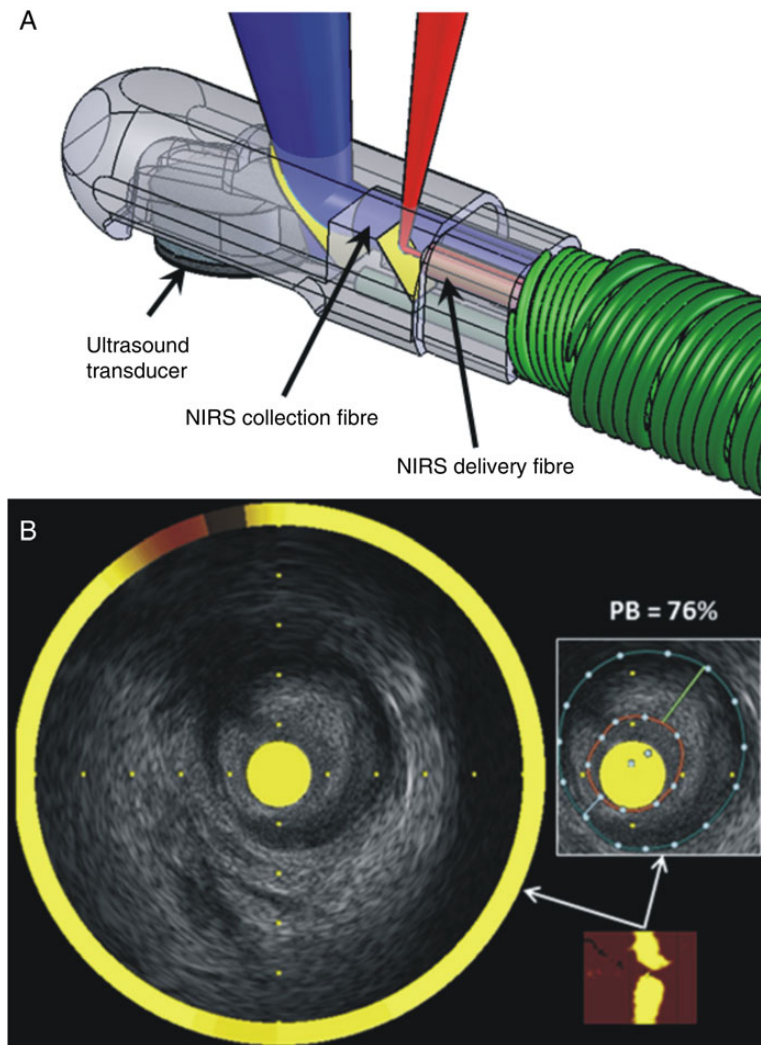 A
Ultrasound
transducer
NIRS collection fibre
NIRS delivery fibre
B
PB = 76%